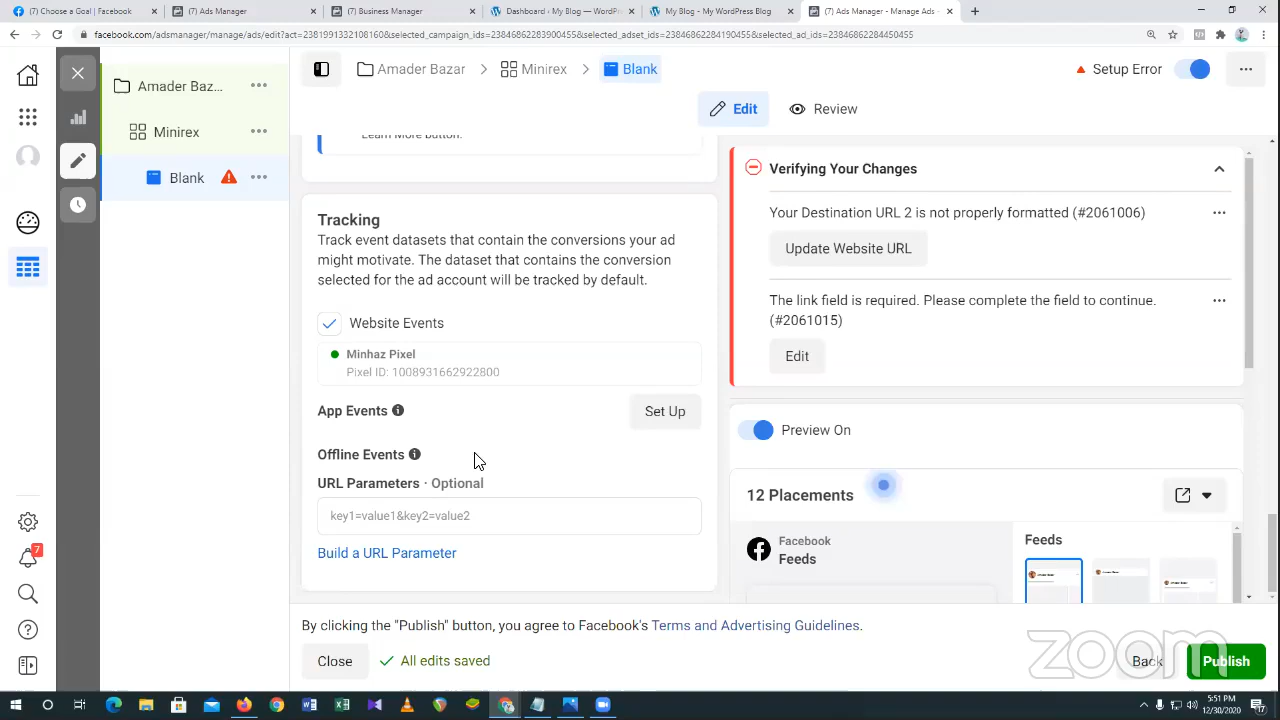 (7) Choose Goal | Facebook
(7) Ads Manager
(7) Business Manager
Dashboard ‹ My Blog — WordPr
My Blog – My WordPress Blog
(7) Ads Manager - Manage Ads -
facebook.com/adsmanager/manage/ads/edit?act=2381991332108160&selected_campaign_ids=23846862283900455&selected_adset_ids=23846862284190455&selected_ad_ids=23846862284450455
Amader Baz...
Minirex
Blank
Amader Bazar
Minirex
Blank
Setup Error
Edit
Review
Learn More button.
Tracking
Track event datasets that contain the conversions your ad
might motivate. The dataset that contains the conversion
selected for the ad account will be tracked by default.
Website Events
Minhaz Pixel
Pixel ID: 1008931662922800
App Events
Set Up
Offline Events
URL Parameters · Optional
key1=value1&key2=value2
Build a URL Parameter
Verifying Your Changes
Your Destination URL 2 is not properly formatted (#2061006)
Update Website URL
The link field is required. Please complete the field to continue.
(#2061015)
Edit
Preview On
12 Placements
Facebook
Feeds
Feeds
7
By clicking the "Publish" button, you agree to Facebook's Terms and Advertising Guidelines.
Close
All edits saved
Back
Publish
zoom
5:51 PM
12/30/2020